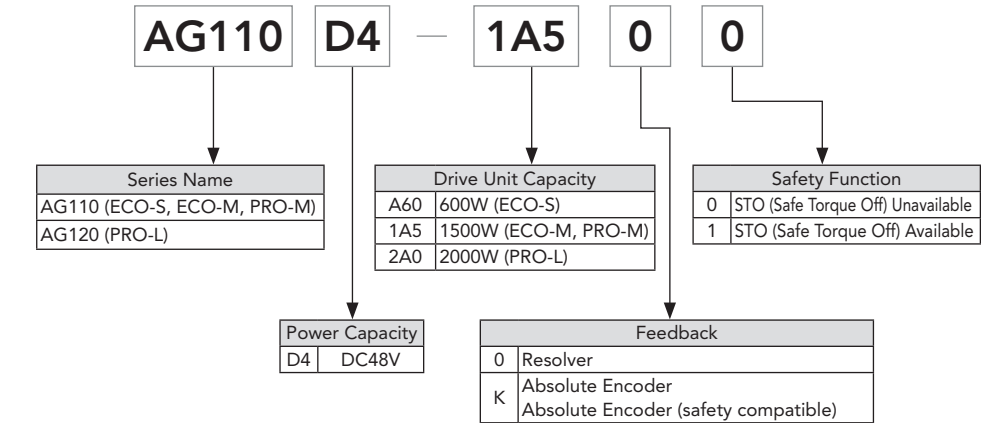 AG110 D4 — 1A5 0 0
Series Name
AG110 (ECO-S, ECO-M, PRO-M)
AG120 (PRO-L)
Drive Unit Capacity
A60 600W (ECO-S)
1A5 1500W (ECO-M, PRO-M)
2A0 2000W (PRO-L)
Safety Function
0 STO (Safe Torque Off) Unavailable
1 STO (Safe Torque Off) Available
Power Capacity
D4 DC48V
Feedback
0 Resolver
K Absolute Encoder
Absolute Encoder (safety compatible)